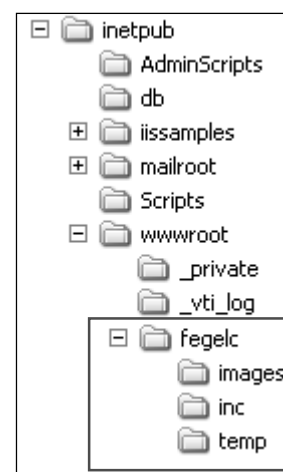 inetpub
AdminScripts
db
iissamples
mailroot
Scripts
wwwroot
_private
_vti_log
fegelc
images
inc
temp